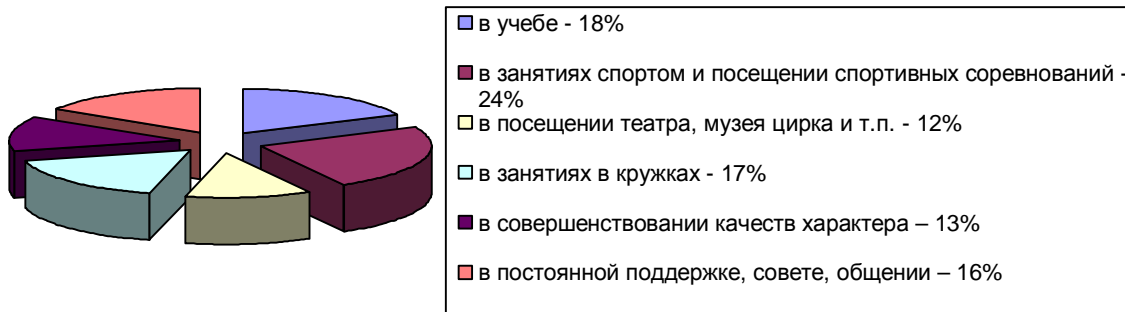 в учебе - 18%
в занятиях спортом и посещении спортивных соревнований -
24%
в посещении театра, музея цирка и т.п. - 12%
в занятиях в кружках - 17%
в совершенствовании качеств характера – 13%
в постоянной поддержке, совете, общении – 16%